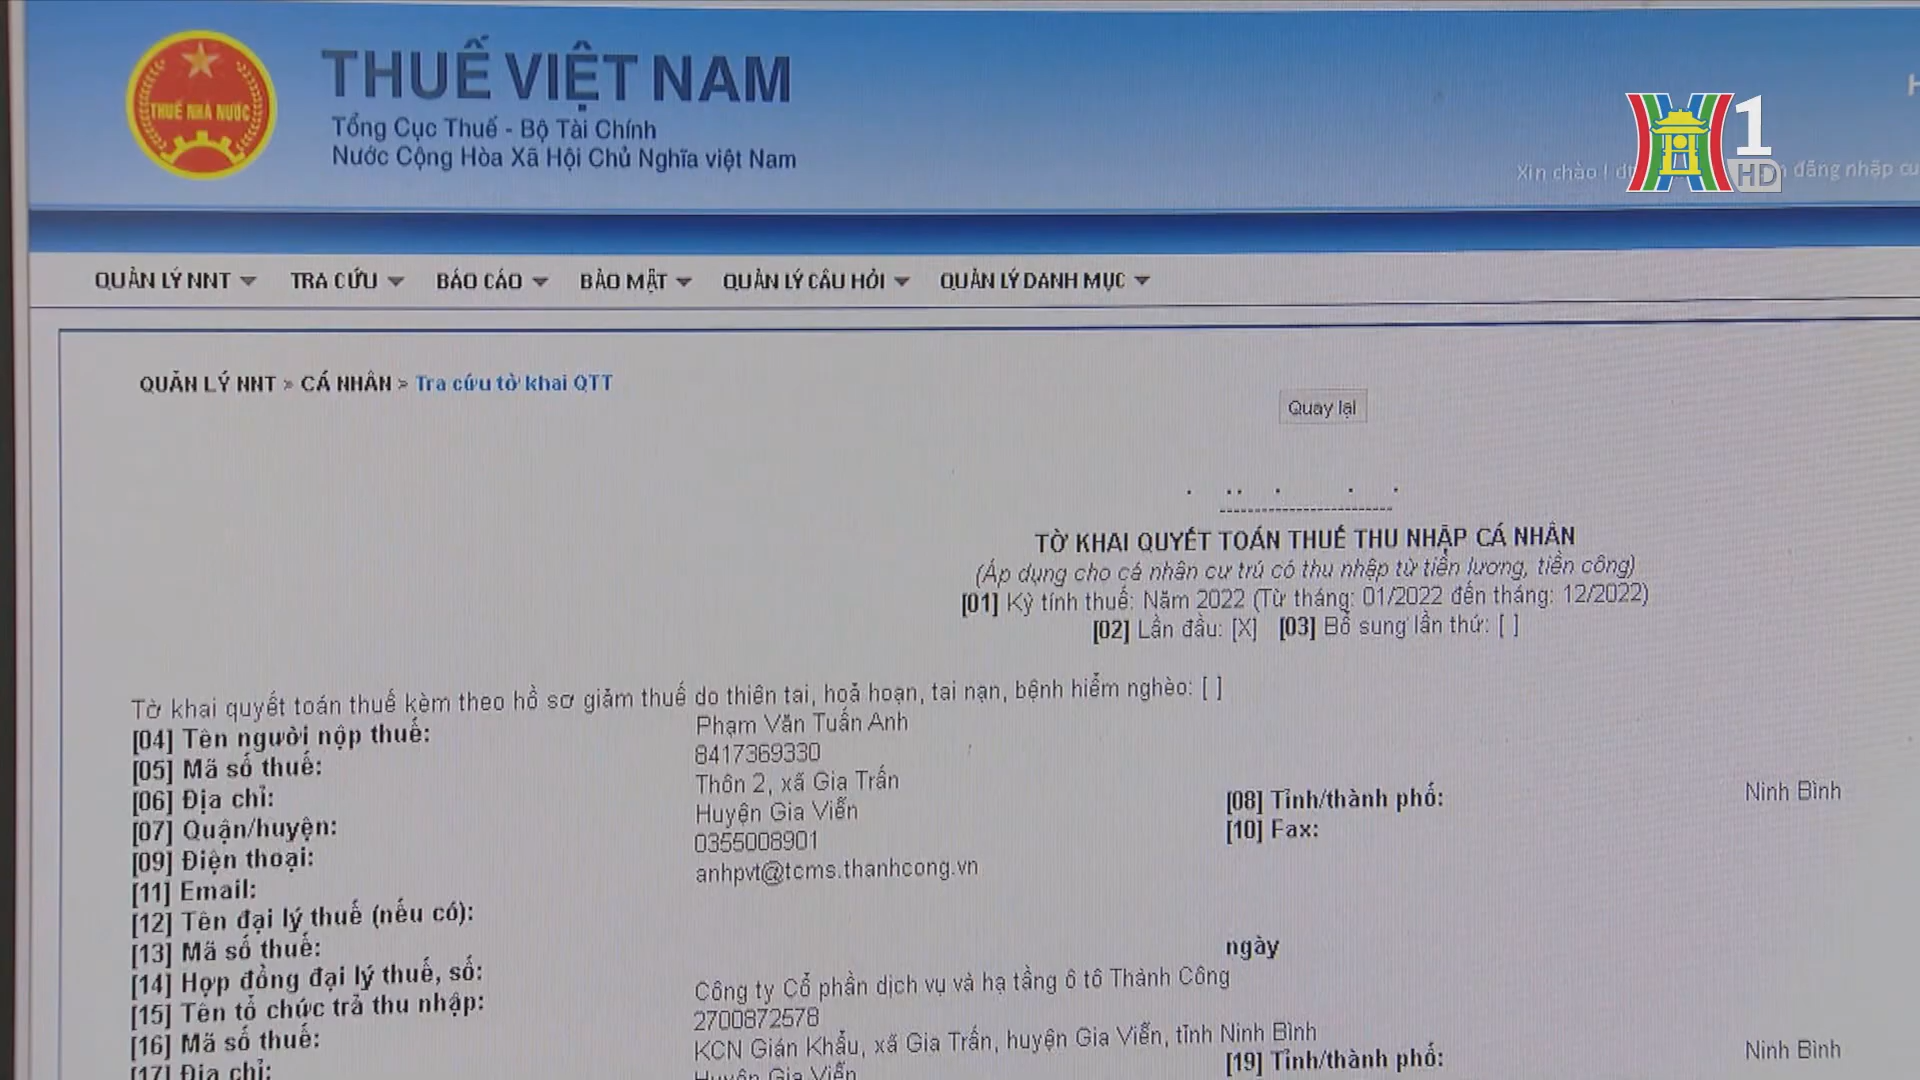 THUẾ VIỆT NAM
Tổng Cục Thuế - Bộ Tài Chính
Nước Cộng Hòa Xã Hội Chủ Nghĩa việt Nam
THUẾ NHÀ NƯỚC
1
HD
Xin chào
đăng nhập
QUẢN LÝ NNT TRA CỨU BÁO CÁO BẢO MẬT QUẢN LÝ CÂU HỎI QUẢN LÝ DANH MỤC
QUẢN LÝ NNT » CÁ NHÂN » Tra cứu tờ khai QTT
Quay lại
TỜ KHAI QUYẾT TOÁN THUẾ THU NHẬP CÁ NHÂN
(Áp dụng cho cá nhân cư trú có thu nhập từ tiền lương, tiền công)
[01] Kỳ tính thuế: Năm 2022 (Từ tháng: 01/2022 đến tháng: 12/2022)
[02] Lần đầu: [X] [03] Bổ sung lần thứ: [ ]
Tờ khai quyết toán thuế kèm theo hồ sơ giảm thuế do thiên tai, hoả hoạn, tai nạn, bệnh hiểm nghèo: [ ]
[04] Tên người nộp thuế: Phạm Văn Tuấn Anh
[05] Mã số thuế: 8417369330
[06] Địa chỉ: Thôn 2, xã Gia Trấn
[07] Quận/huyện: Huyện Gia Viễn [08] Tỉnh/thành phố: Ninh Bình
[09] Điện thoại: 0355008901 [10] Fax:
[11] Email: anhpvt@tcms.thanhcong.vn
[12] Tên đại lý thuế (nếu có):
[13] Mã số thuế:
[14] Hợp đồng đại lý thuế, số: ngày
[15] Tên tổ chức trả thu nhập: Công ty Cổ phần dịch vụ và hạ tầng ô tô Thành Công
[16] Mã số thuế: 2700872578
[17] Địa chỉ: KCN Gián Khẩu, xã Gia Trấn, huyện Gia Viễn, tỉnh Ninh Bình
Huyện Gia Viễn [19] Tỉnh/thành phố: Ninh Bình